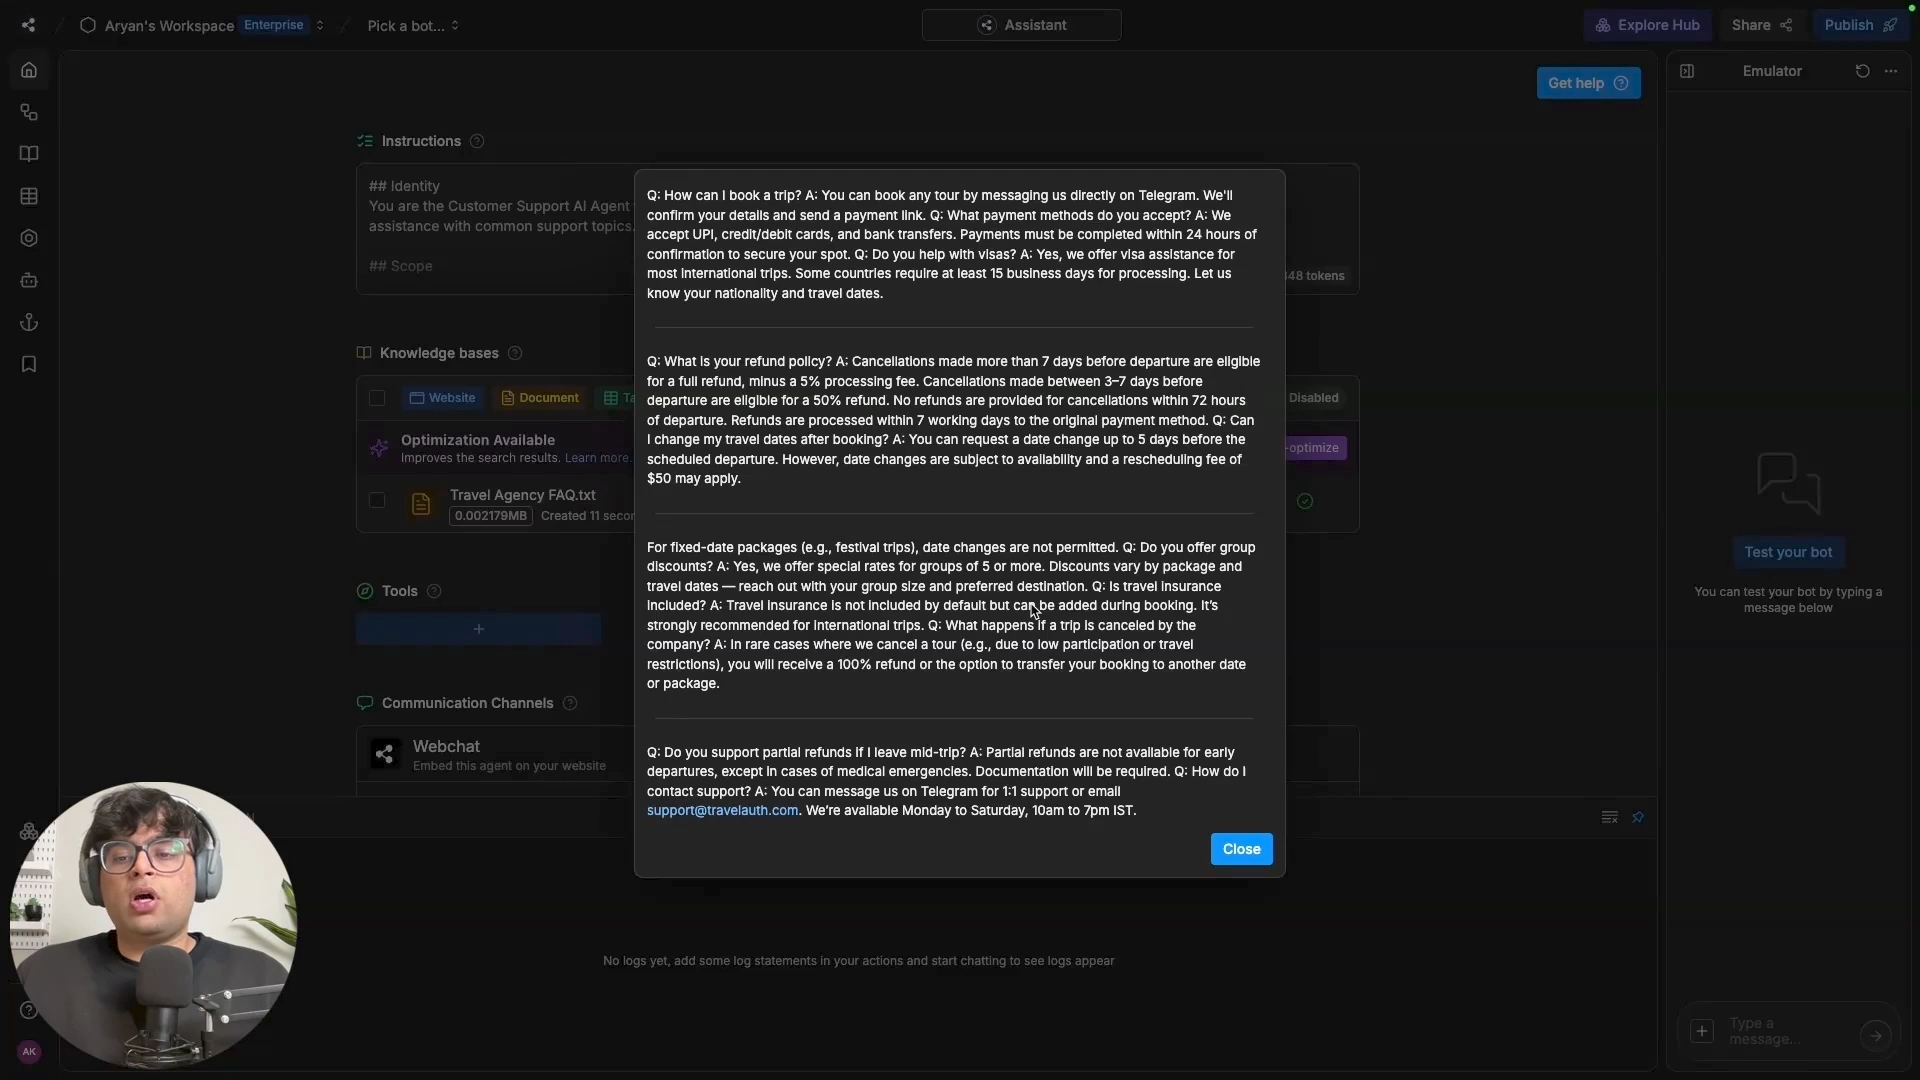 Aryan's Workspace Enterprise
Pick a bot...
Assistant
Explore Hub
Share
Publish
Get help
Emulator
Instructions
## Identity
You are the Customer Support AI Agent
assistance with common support topics.
## Scope
48 tokens
Q: How can I book a trip? A: You can book any tour by messaging us directly on Telegram. We'll
confirm your details and send a payment link. Q: What payment methods do you accept? A: We
accept UPI, credit/debit cards, and bank transfers. Payments must be completed within 24 hours of
confirmation to secure your spot. Q: Do you help with visas? A: Yes, we offer visa assistance for
most international trips. Some countries require at least 15 business days for processing. Let us
know your nationality and travel dates.
Q: What is your refund policy? A: Cancellations made more than 7 days before departure are eligible
for a full refund, minus a 5% processing fee. Cancellations made between 3–7 days before
departure are eligible for a 50% refund. No refunds are provided for cancellations within 72 hours
of departure. Refunds are processed within 7 working days to the original payment method. Q: Can
I change my travel dates after booking? A: You can request a date change up to 5 days before the
scheduled departure. However, date changes are subject to availability and a rescheduling fee of
$50 may apply.
For fixed-date packages (e.g., festival trips), date changes are not permitted. Q: Do you offer group
discounts? A: Yes, we offer special rates for groups of 5 or more. Discounts vary by package and
travel dates — reach out with your group size and preferred destination. Q: Is travel insurance
included? A: Travel insurance is not included by default but can be added during booking. It's
strongly recommended for international trips. Q: What happens if a trip is canceled by the
company? A: In rare cases where we cancel a tour (e.g., due to low participation or travel
restrictions), you will receive a 100% refund or the option to transfer your booking to another date
or package.
Q: Do you support partial refunds if I leave mid-trip? A: Partial refunds are not available for early
departures, except in cases of medical emergencies. Documentation will be required. Q: How do I
contact support? A: You can message us on Telegram for 1:1 support or email
support@travelauth.com. We're available Monday to Saturday, 10am to 7pm IST.
Close
Knowledge bases
Website
Document
Ta
Disabled
Optimization Available
Improves the search results. Learn more.
-optimize
Travel Agency FAQ.txt
0.002179MB Created 11 secon
Tools
Communication Channels
Webchat
Embed this agent on your website
No logs yet, add some log statements in your actions and start chatting to see logs appear
Test your bot
You can test your bot by typing a
message below
Type a
message...
AK